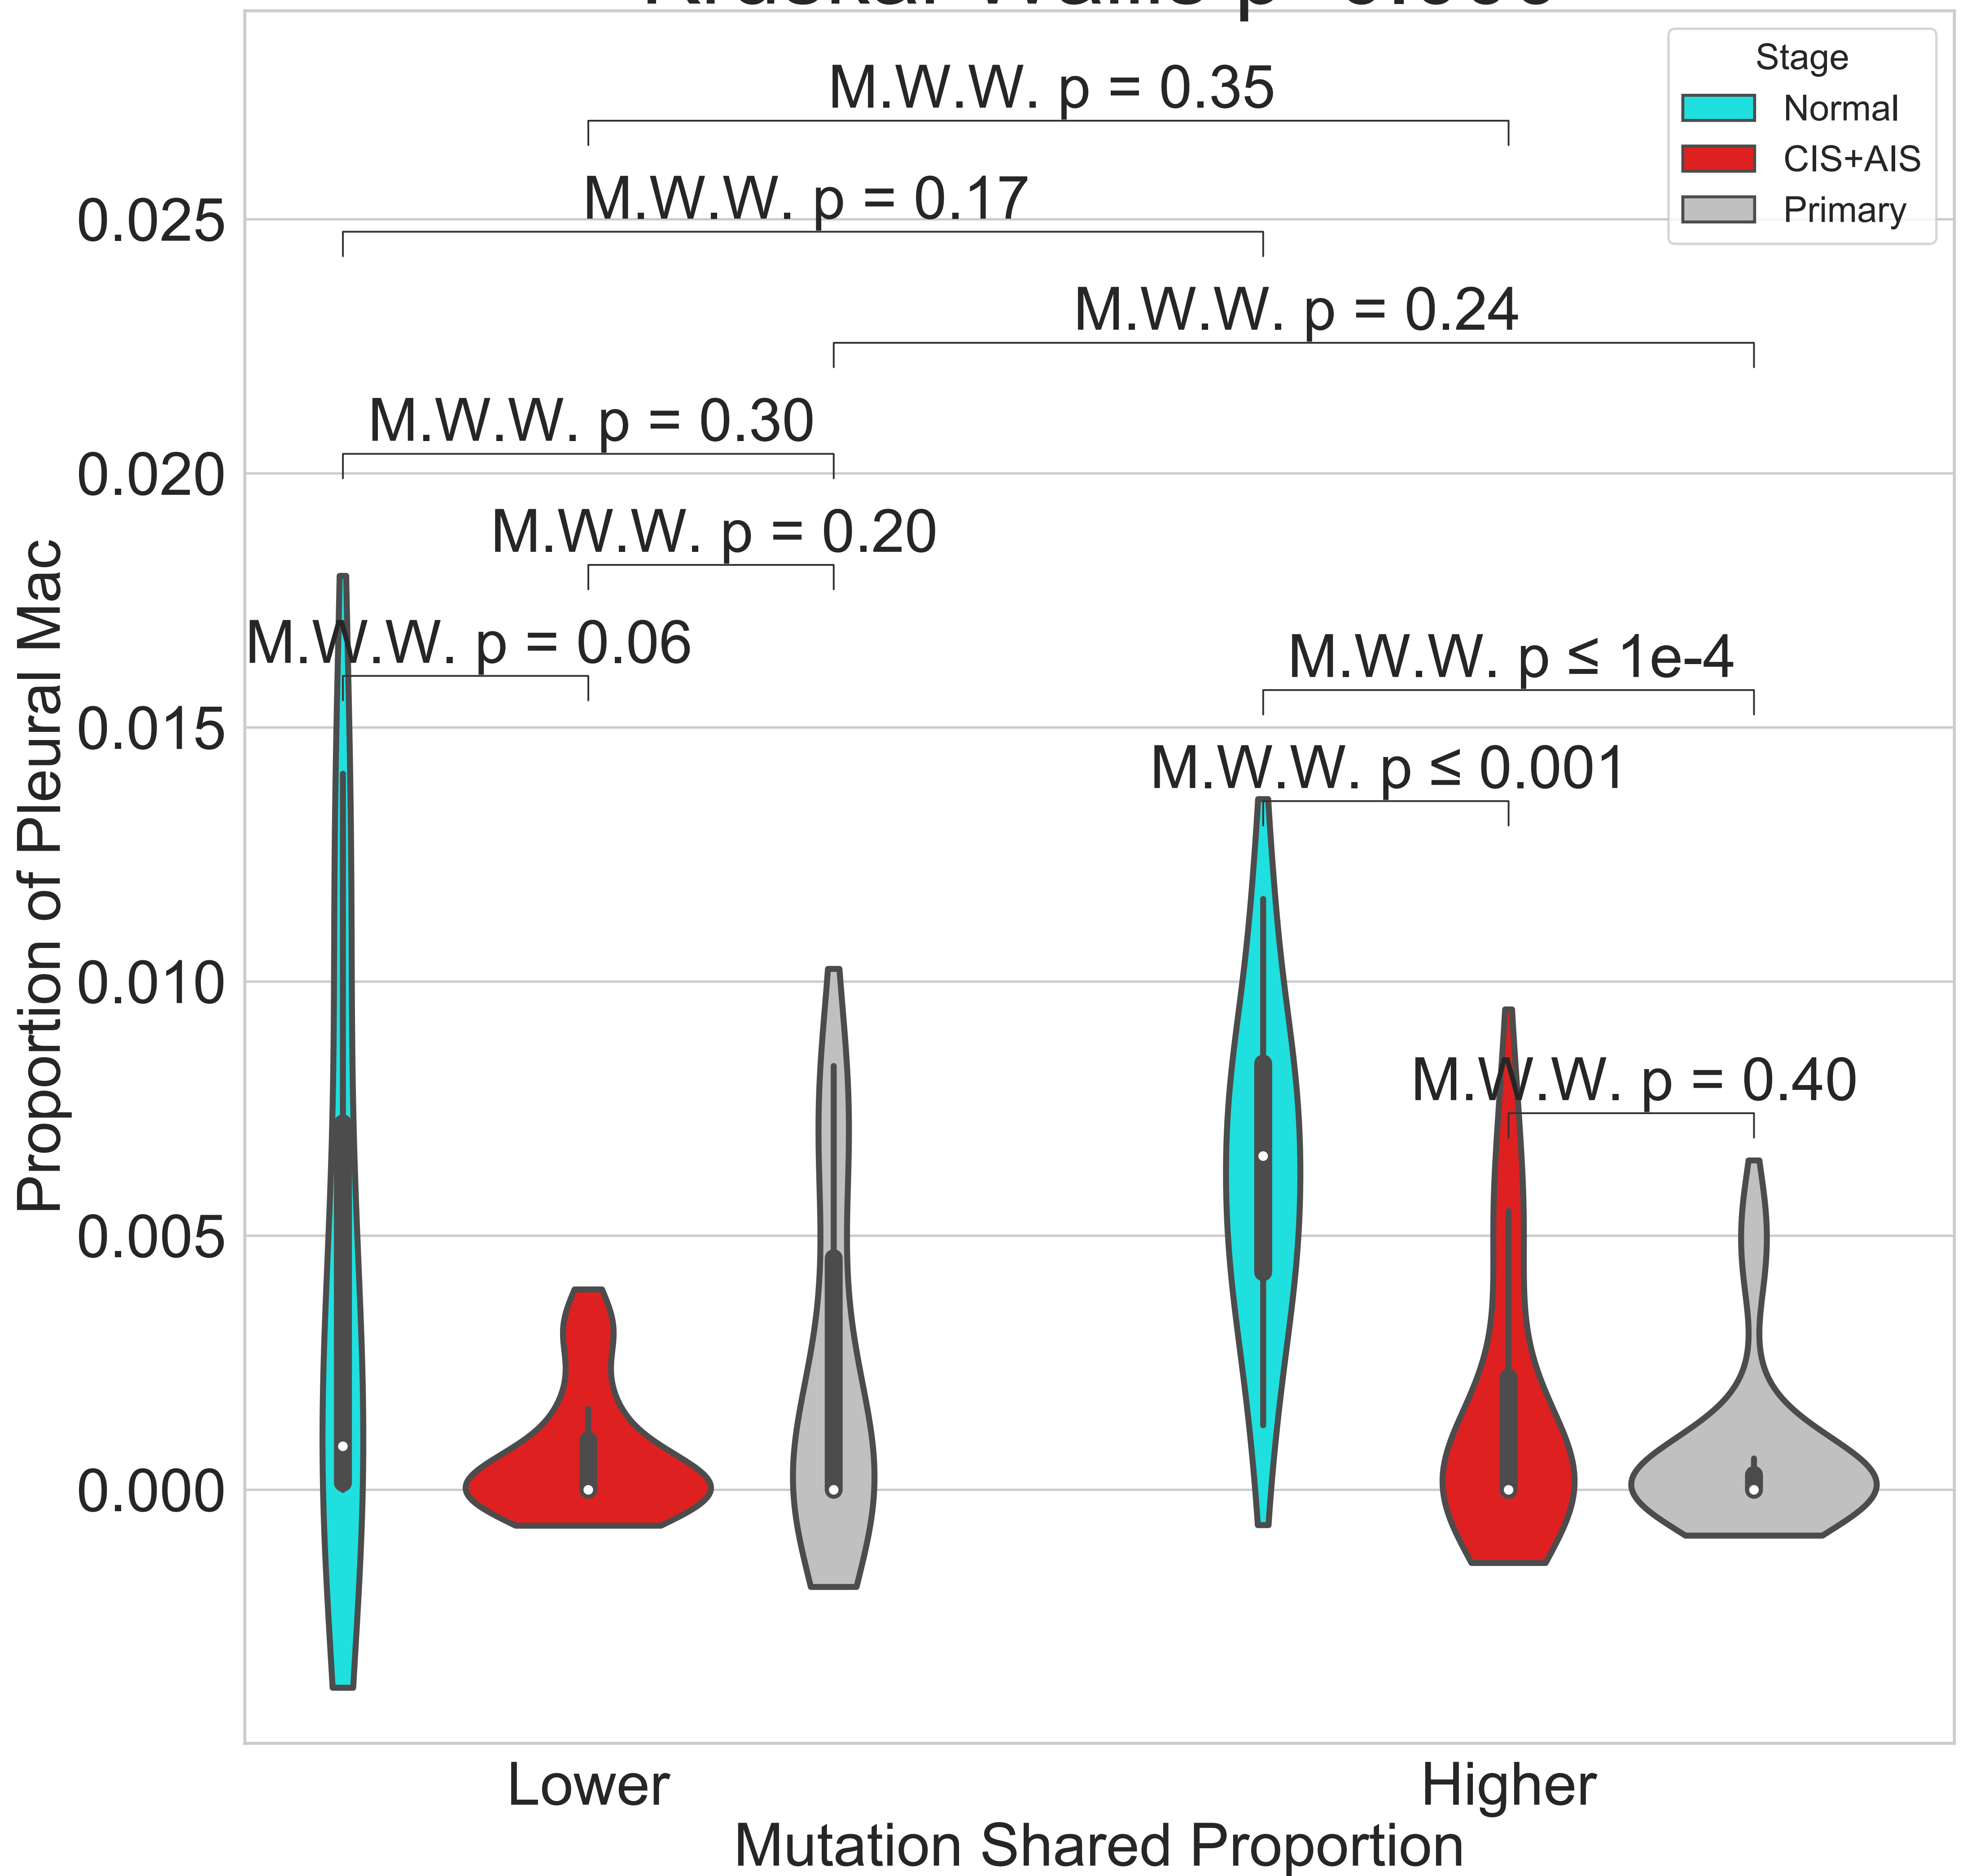 Stage
Normal
CIS+AIS
Primary
M.W.W. p = 0.35
M.W.W. p = 0.17
M.W.W. p = 0.24
M.W.W. p = 0.30
M.W.W. p = 0.20
M.W.W. p = 0.06
M.W.W. p ≤ 1e-4
M.W.W. p ≤ 0.001
M.W.W. p = 0.40
0.025
0.020
0.015
0.010
0.005
0.000
Proportion of Pleural Mac
Lower
Higher
Mutation Shared Proportion